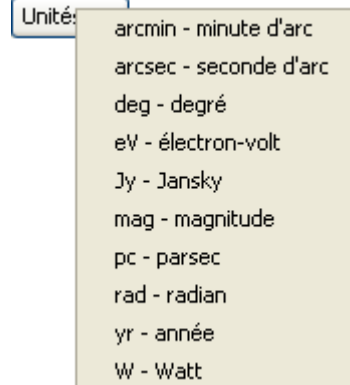 Unités
arcmin - minute d'arc
arcsec - seconde d'arc
deg - degré
eV - électron-volt
Jy - Jansky
mag - magnitude
pc - parsec
rad - radian
yr - année
W - Watt